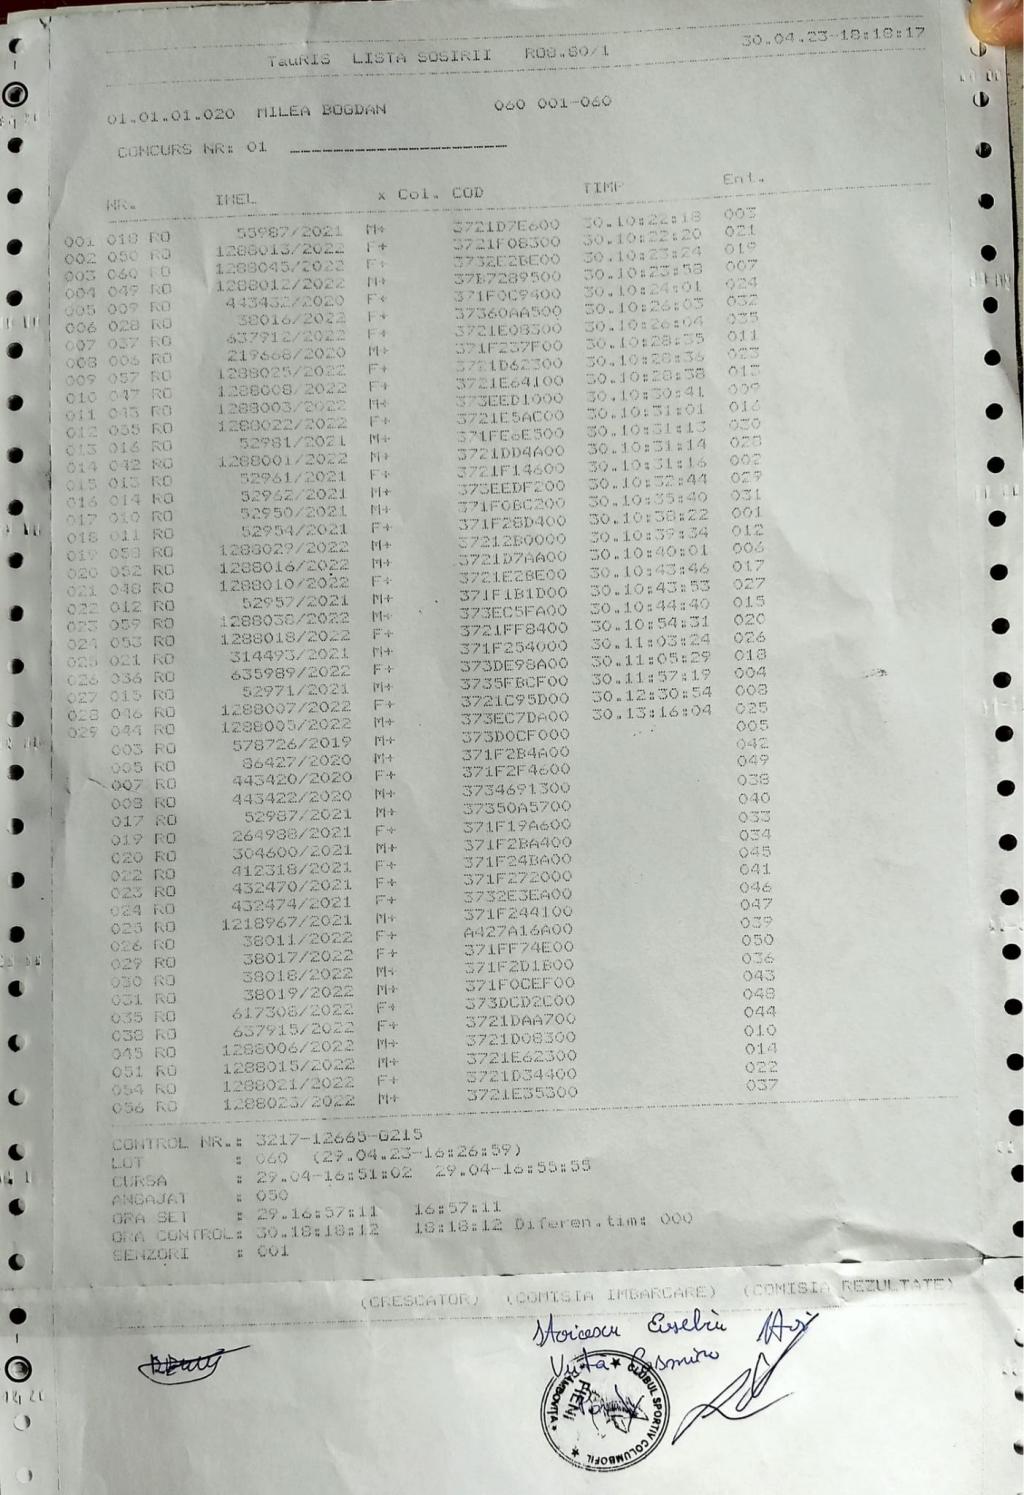 30.04.23-18:18:17
TauRIS LISTA SOSIRII R08.80/1
01.01.01.020 MILEA BOGDAN 060 001-060
CONCURS NR: 01 --------------------
NR. INEL x Col. COD TIMP Ent.
001 018 RO 55987/2021 M+ 3721D7E600 30.10:22:18 003
002 050 RO 1288013/2022 F+ 3721F08300 30.10:22:20 021
003 060 RO 1288045/2022 F+ 3732E2BE00 30.10:23:24 019
004 049 RO 1288012/2022 M+ 37B7289500 30.10:23:58 007
005 009 RO 443432/2020 F+ 371F0C9400 30.10:24:01 024
006 028 RO 38016/2022 F+ 37360AA500 30.10:26:03 032
007 037 RO 637912/2022 F+ 3721E08300 30.10:26:04 035
008 006 RO 219668/2020 M+ 371F237F00 30.10:28:35 011
009 057 RO 1288025/2022 F+ 3721D62300 30.10:28:36 023
010 047 RO 1288008/2022 F+ 3721E64100 30.10:28:38 013
011 043 RO 1288003/2022 M+ 373EED1000 30.10:30:41 009
012 055 RO 1288022/2022 F+ 3721E5AC00 30.10:31:01 016
013 016 RO 52981/2021 M+ 371FE6E500 30.10:31:13 030
014 042 RO 1288001/2022 F+ 3721DD4A00 30.10:31:14 028
015 013 RO 52961/2021 F+ 3721F14600 30.10:31:16 002
016 014 RO 52962/2021 M+ 373EEDF200 30.10:32:44 029
017 010 RO 52950/2021 M+ 371F0BC200 30.10:35:40 031
018 011 RO 52954/2021 F+ 371F28D400 30.10:38:22 001
019 058 RO 1288029/2022 M+ 37212B0000 30.10:39:34 012
020 052 RO 1288016/2022 M+ 3721D7AA00 30.10:40:01 006
021 048 RO 1288010/2022 F+ 3721E2BE00 30.10:43:46 017
022 012 RO 52957/2021 M+ 371F1B1D00 30.10:43:53 027
023 059 RO 1288038/2022 M+ 373EC5FA00 30.10:44:40 015
024 053 RO 1288018/2022 F+ 3721FF8400 30.10:54:31 020
025 021 RO 314493/2021 M+ 371F254000 30.11:03:24 026
026 036 RO 635989/2022 F+ 373DE98A00 30.11:05:29 018
027 015 RO 52971/2021 M+ 3735FBCF00 30.11:57:19 004
028 046 RO 1288007/2022 F+ 3721C95D00 30.12:30:54 008
029 044 RO 1288005/2022 M+ 373EC7DA00 30.13:16:04 025
003 RO 578726/2019 M+ 373D0CF000 005
005 RO 86427/2020 M+ 371F2B4A00 042
007 RO 443420/2020 F+ 371F2F4600 049
008 RO 443422/2020 M+ 3734691300 038
017 RO 52987/2021 M+ 37350A5700 040
019 RO 264988/2021 F+ 371F19A600 033
020 RO 304600/2021 M+ 371F2BA400 034
022 RO 412318/2021 F+ 371F24BA00 045
023 RO 432470/2021 F+ 371F272000 041
024 RO 432474/2021 F+ 3732E3EA00 046
025 RO 1218967/2021 M+ 371F244100 047
026 RO 38011/2022 F+ A427A16A00 039
029 RO 38017/2022 F+ 371FF74E00 050
030 RO 38018/2022 M+ 371F2D1B00 036
031 RO 38019/2022 M+ 371F0CEF00 043
035 RO 617308/2022 F+ 373DCD2C00 048
038 RO 637915/2022 F+ 3721DAA700 044
045 RO 1288006/2022 M+ 3721D08300 010
051 RO 1288015/2022 M+ 3721E62300 014
054 RO 1288021/2022 F+ 3721D34400 022
056 RO 1288023/2022 M+ 3721E35300 037
CONTROL NR.: 3217-12665-0215
LOT : 060 (29.04.23-16:26:59)
CURSA : 29.04-16:51:02 29.04-16:55:55
ANGAJAT : 050
ORA SET : 29.16:57:11 16:57:11
ORA CONTROL: 30.18:18:12 18:18:12 Diferen.tim: 000
SENZORI : 001
(CRESCATOR) (COMISIA IMBARCARE) (COMISIA REZULTATE)
Stoicescu Eusebiu
CLUBUL SPORTIV COLUMBOFIL
FIENI
DAMBOVITA